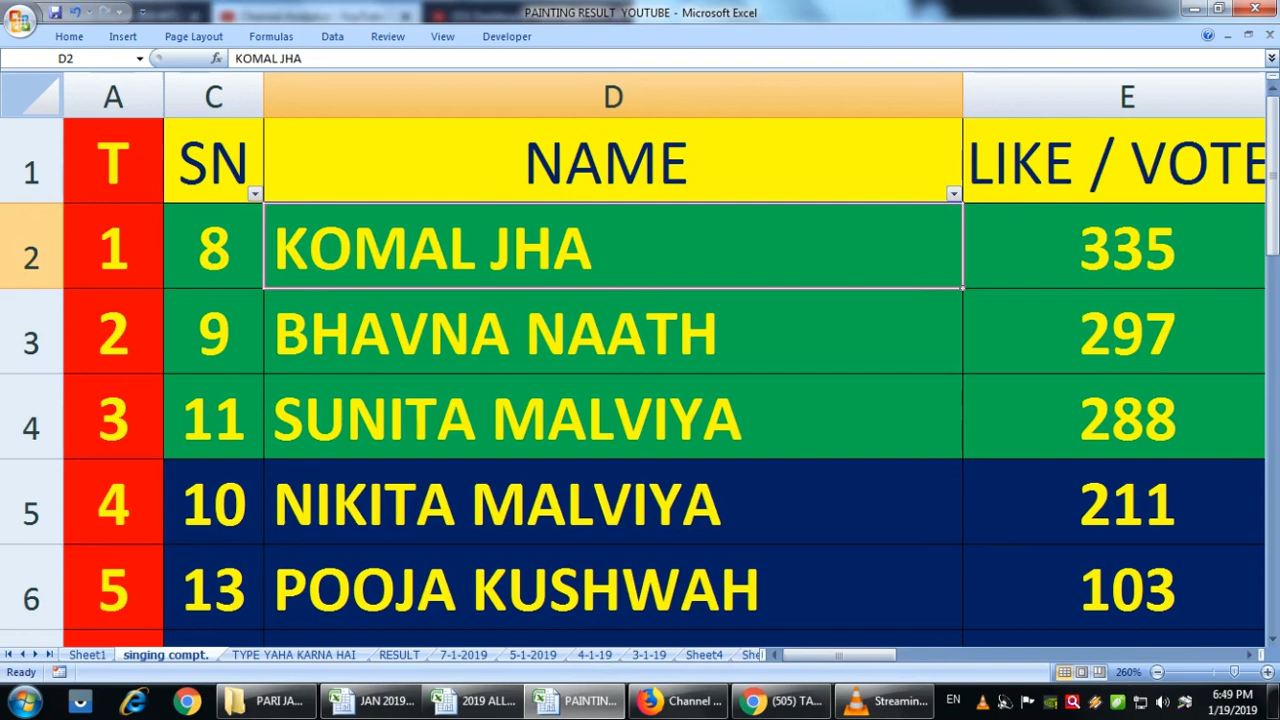 PAINTING RESULT YOUTUBE - Microsoft Excel
Home Insert Page Layout Formulas Data Review View Developer
D2 fx KOMAL JHA
A C D E
1 T SN NAME LIKE / VOTE
2 1 8 KOMAL JHA 335
3 2 9 BHAVNA NAATH 297
4 3 11 SUNITA MALVIYA 288
5 4 10 NIKITA MALVIYA 211
6 5 13 POOJA KUSHWAH 103
Sheet1 singing compt. TYPE YAHA KARNA HAI RESULT 7-1-2019 5-1-2019 4-1-19 3-1-19 Sheet4 She
Ready 260%
PARI JA... JAN 2019... 2019 ALL... PAINTIN... Channel ... (505) TA... Streamin... EN 6:49 PM
1/19/2019